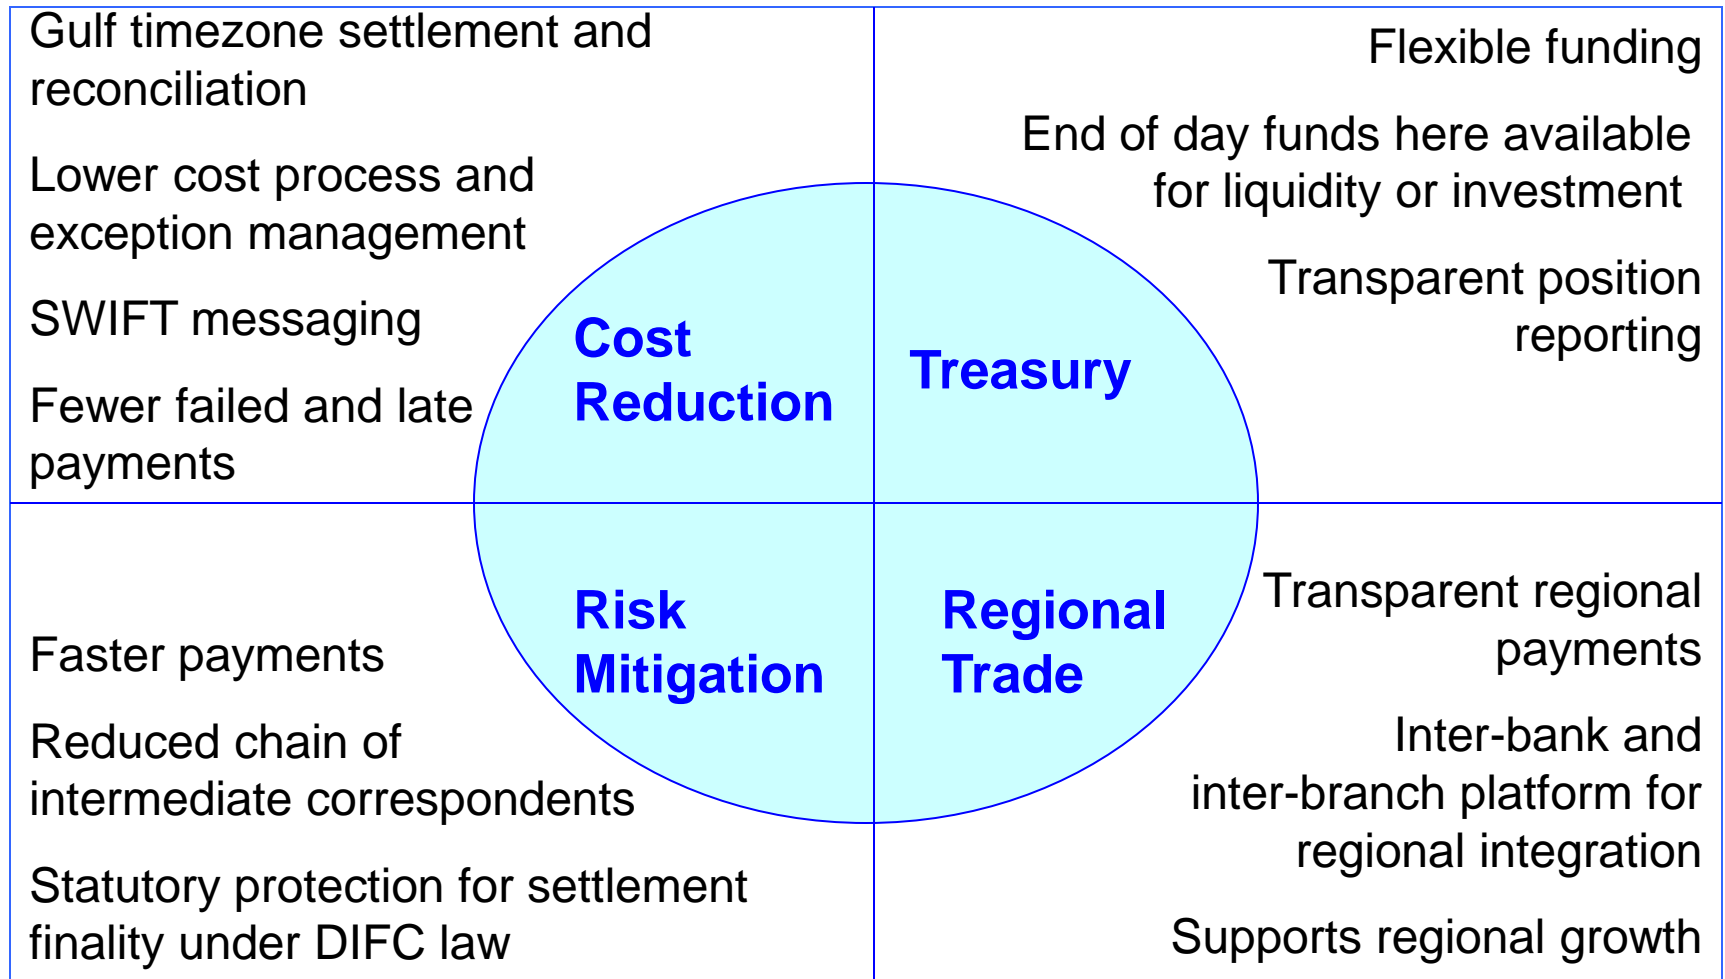 Gulf timezone settlement and
reconciliation
Lower cost process and
exception management
SWIFT messaging
Fewer failed and late
payments
Cost
Reduction
Flexible funding
End of day funds here available
for liquidity or investment
Transparent position
reporting
Treasury
Risk
Mitigation
Faster payments
Reduced chain of
intermediate correspondents
Statutory protection for settlement
finality under DIFC law
Regional
Trade
Transparent regional
payments
Inter-bank and
inter-branch platform for
regional integration
Supports regional growth